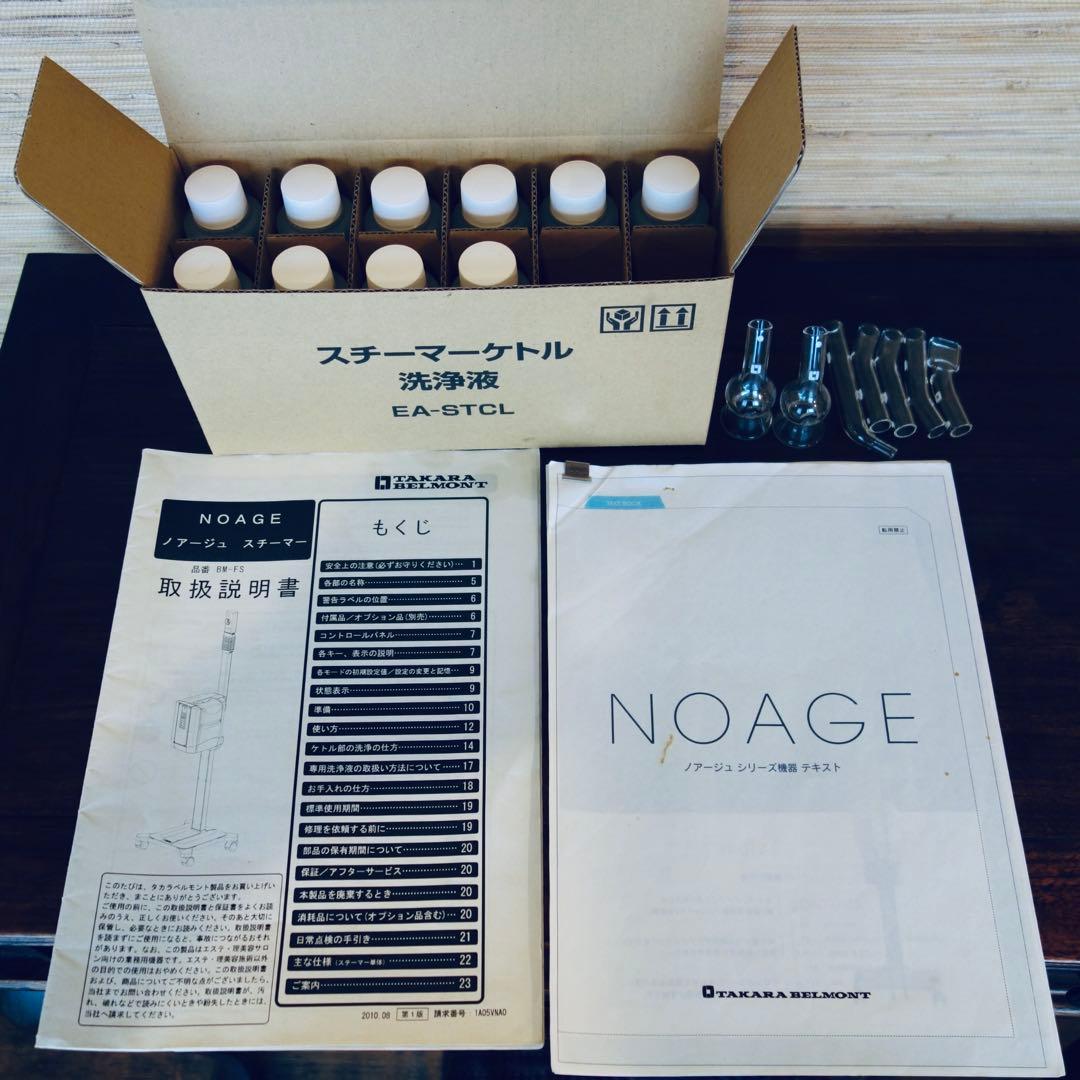 スチーマーケトル
洗浄液
EA-STCL
TAKARA
BELMONT
NOAGE
ノアージュ スチーマー
品番 BM-FS
取扱説明書
もくじ
安全上の注意(必ずお守りください)… 1
各部の名称…………………… 5
警告ラベルの位置…………… 6
付属品/オプション品(別売)……… 6
コントロールパネル………… 7
各キー、表示の説明………… 7
各モードの初期設定値/設定の変更と記憶… 9
状態表示……………………… 9
準備…………………………… 10
使い方………………………… 12
ケトル部の洗浄の仕方……… 14
専用洗浄液の取扱い方法について…… 17
お手入れの仕方……………… 18
標準使用期間………………… 19
修理を依頼する前に………… 19
部品の保有期間について…… 20
保証/アフターサービス…… 20
本製品を廃棄するとき……… 20
消耗品について(オプション品含む)… 20
日常点検の手引き…………… 21
主な仕様(スチーマー単体)……… 22
ご案内………………………… 23
このたびは、タカラベルモント製品をお買い上げい
ただき、まことにありがとうございます。
ご使用の前に、この取扱説明書と保証書をよくお読
みのうえ、正しくお使いください。そのあと大切に
保管し、必要なときにお読みください。取扱説明書
を読まずにご使用になると、事故につながるおそれ
があります。なお、この製品はエステ・理美容サロ
ン向けの業務用機器です。エステ・理美容施術以外
の目的での使用はおやめください。この取扱説明書
および、商品についてご不明な点がございましたら、
当社までお問い合わせください。取扱説明書が、汚
れ、破れなどで読みにくいときや紛失したときには、
当社へ請求してください。
2010.08 第1版 請求番号:1A05VNA0
TEXT BOOK
転用禁止
NOAGE
ノアージュ シリーズ機器 テキスト
TAKARA BELMONT